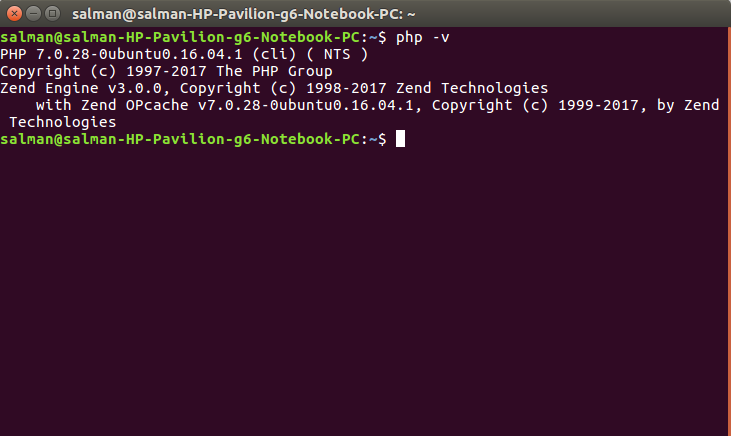 salman@salman-HP-Pavilion-g6-Notebook-PC: ~
salman@salman-HP-Pavilion-g6-Notebook-PC:~$ php -v
PHP 7.0.28-0ubuntu0.16.04.1 (cli) ( NTS )
Copyright (c) 1997-2017 The PHP Group
Zend Engine v3.0.0, Copyright (c) 1998-2017 Zend Technologies
    with Zend OPcache v7.0.28-0ubuntu0.16.04.1, Copyright (c) 1999-2017, by Zend
 Technologies
salman@salman-HP-Pavilion-g6-Notebook-PC:~$